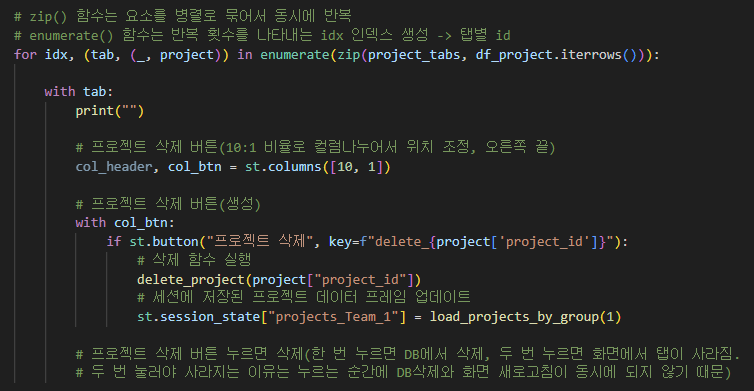 # zip() 함수는 요소를 병렬로 묶어서 동시에 반복
# enumerate() 함수는 반복 횟수를 나타내는 idx 인덱스 생성 -> 탭별 id
for idx, (tab, (_, project)) in enumerate(zip(project_tabs, df_project.iterrows())):
with tab:
print("")
# 프로젝트 삭제 버튼(10:1 비율로 컬럼나누어서 위치 조정, 오른쪽 끝)
col_header, col_btn = st.columns([10, 1])
# 프로젝트 삭제 버튼(생성)
with col_btn:
if st.button("프로젝트 삭제", key=f"delete_{project['project_id']}"):
# 삭제 함수 실행
delete_project(project["project_id"])
# 세션에 저장된 프로젝트 데이터 프레임 업데이트
st.session_state["projects_Team_1"] = load_projects_by_group(1)
# 프로젝트 삭제 버튼 누르면 삭제(한 번 누르면 DB에서 삭제, 두 번 누르면 화면에서 탭이 사라짐.
# 두 번 눌러야 사라지는 이유는 누르는 순간에 DB삭제와 화면 새로고침이 동시에 되지 않기 때문)